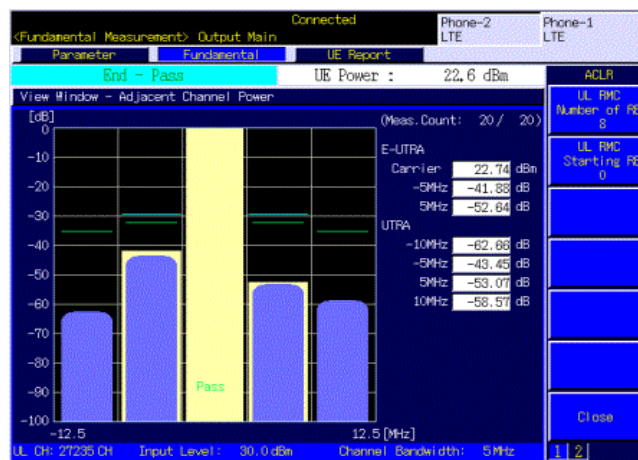 Connected
Phone-2
LTE
Phone-1
LTE
<Fundamental Measurement> Output Main
Parameter
Fundamental
UE Report
End - Pass
UE Power :
22.6 dBm
ACLR
View Window - Adjacent Channel Power
UL RMC
Number of RB
8
UL RMC
Starting RB
0
Close
1 2
[dB]
(Meas.Count: 20/ 20)
0
-10
-20
-30
-40
-50
-60
-70
-80
-90
-100
E-UTRA
Carrier 22.74 dBm
-5MHz -41.88 dB
5MHz -52.64 dB
UTRA
-10MHz -62.66 dB
-5MHz -43.45 dB
5MHz -53.07 dB
10MHz -58.57 dB
Pass
-12.5
12.5 [MHz]
UL CH: 27235 CH Input Level: 30.0 dBm Channel Bandwidth: 5 MHz